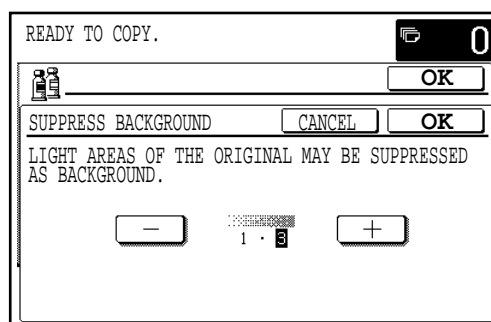 READY TO COPY.
0
OK
SUPPRESS BACKGROUND CANCEL OK
LIGHT AREAS OF THE ORIGINAL MAY BE SUPPRESSED
AS BACKGROUND.
− +
1 · 3